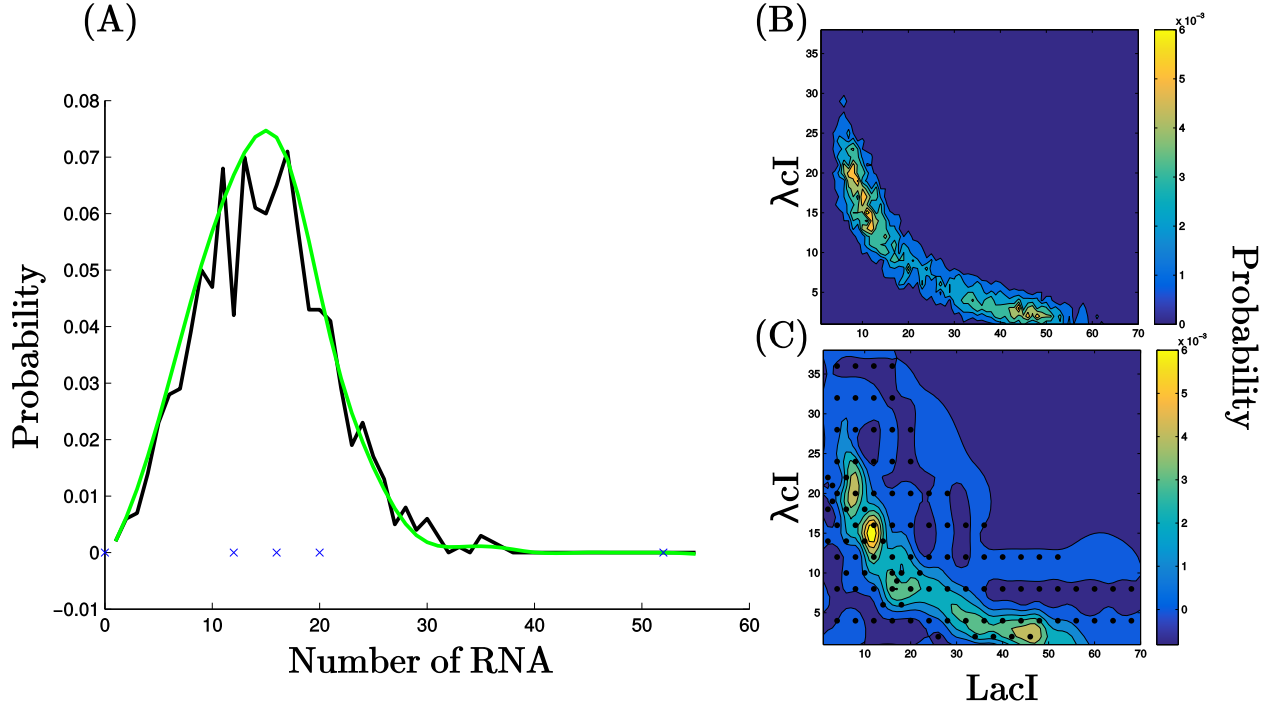 (A)
0.08
0.07
0.06
0.05
0.04
0.03
0.02
0.01
0
−0.01
0 10 20 30 40 50 60
Probability
Number of RNA
(B)
35
30
25
20
15
10
5
10 20 30 40 50 60 70
λcI
x 10⁻³
6
5
4
3
2
1
0
(C)
35
30
25
20
15
10
5
10 20 30 40 50 60 70
λcI
LacI
x 10⁻³
6
5
4
3
2
1
0
Probability